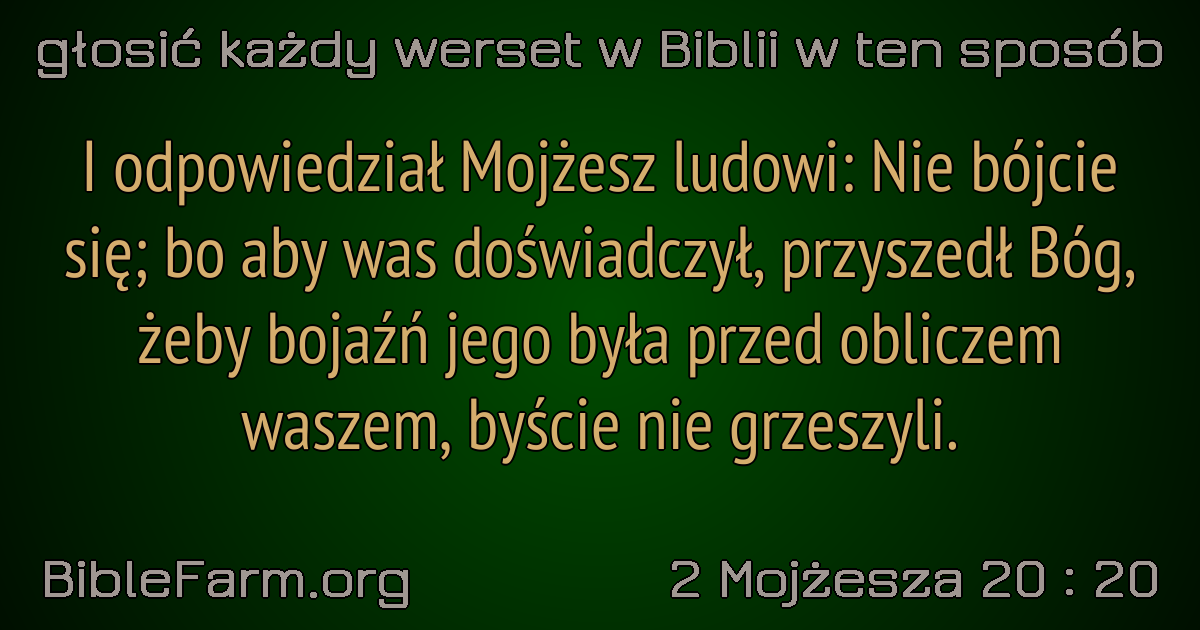 głosić każdy werset w Biblii w ten sposób
I odpowiedział Mojżesz ludowi: Nie bójcie
się; bo aby was doświadczył, przyszedł Bóg,
żeby bojaźń jego była przed obliczem
waszem, byście nie grzeszyli.
BibleFarm.org
2 Mojżesza 20 : 20